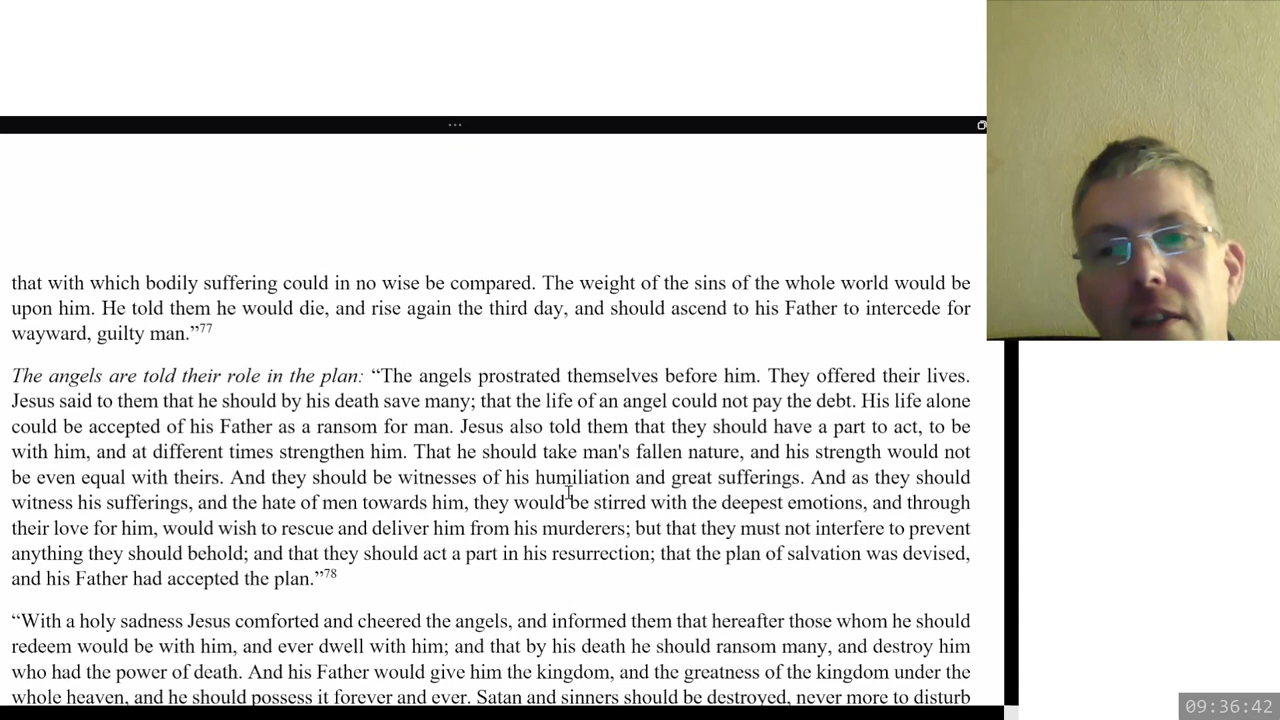 that with which bodily suffering could in no wise be compared. The weight of the sins of the whole world would be
upon him. He told them he would die, and rise again the third day, and should ascend to his Father to intercede for
wayward, guilty man.”77
The angels are told their role in the plan: “The angels prostrated themselves before him. They offered their lives.
Jesus said to them that he should by his death save many; that the life of an angel could not pay the debt. His life alone
could be accepted of his Father as a ransom for man. Jesus also told them that they should have a part to act, to be
with him, and at different times strengthen him. That he should take man's fallen nature, and his strength would not
be even equal with theirs. And they should be witnesses of his humiliation and great sufferings. And as they should
witness his sufferings, and the hate of men towards him, they would be stirred with the deepest emotions, and through
their love for him, would wish to rescue and deliver him from his murderers; but that they must not interfere to prevent
anything they should behold; and that they should act a part in his resurrection; that the plan of salvation was devised,
and his Father had accepted the plan.”78
“With a holy sadness Jesus comforted and cheered the angels, and informed them that hereafter those whom he should
redeem would be with him, and ever dwell with him; and that by his death he should ransom many, and destroy him
who had the power of death. And his Father would give him the kingdom, and the greatness of the kingdom under the
whole heaven, and he should possess it forever and ever. Satan and sinners should be destroyed, never more to disturb
09:36:42